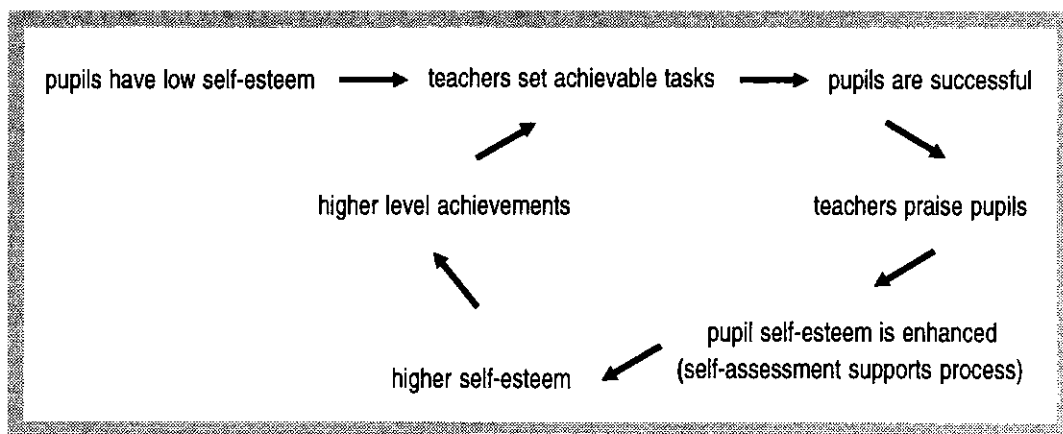 pupils have low self-esteem
teachers set achievable tasks
pupils are successful
teachers praise pupils
pupil self-esteem is enhanced
(self-assessment supports process)
higher self-esteem
higher level achievements